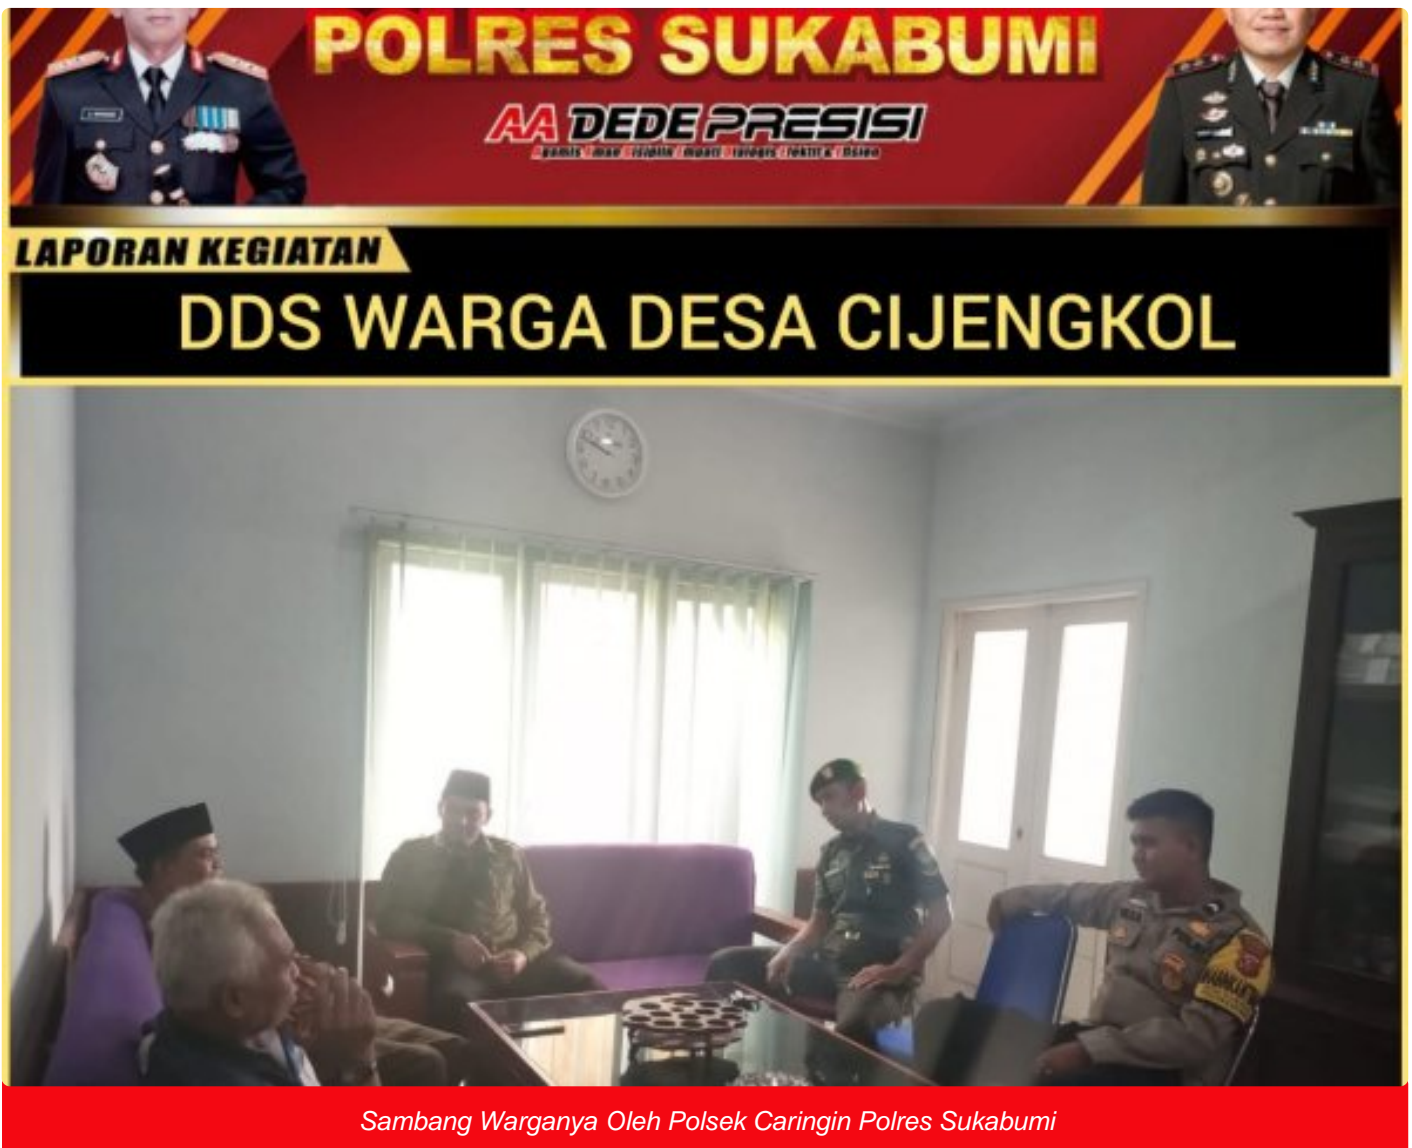 POLRES SUKABUMI
AA DEDE PRESISI
LAPORAN KEGIATAN
DDS WARGA DESA CIJENGKOL
Sambang Warganya Oleh Polsek Caringin Polres Sukabumi